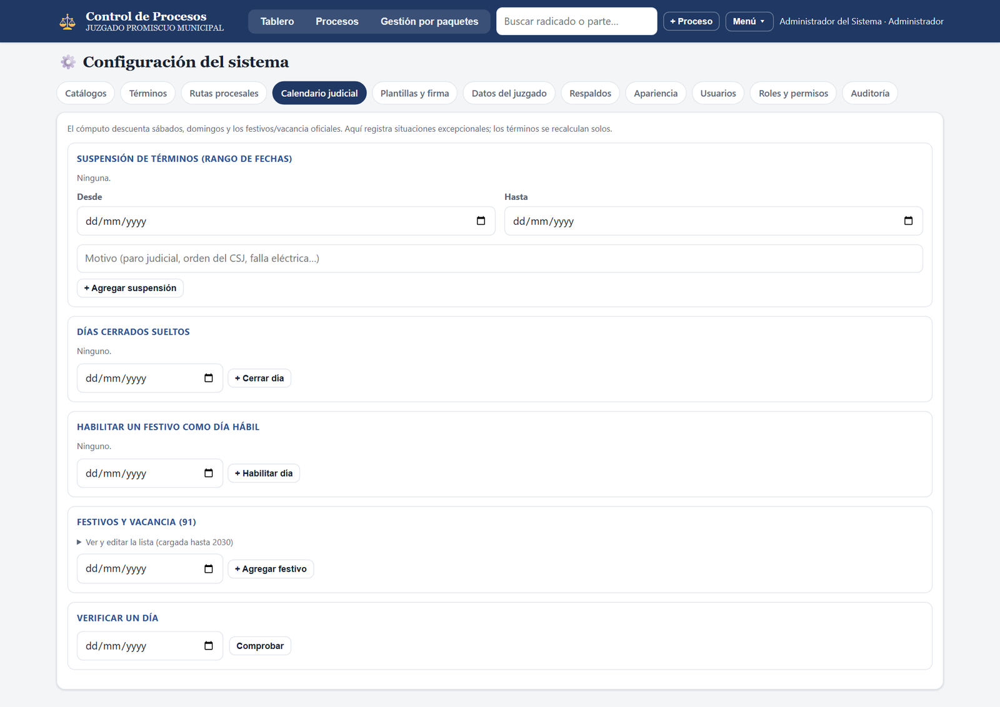 Control de Procesos
JUZGADO PROMISCUO MUNICIPAL
Tablero
Procesos
Gestión por paquetes
Buscar radicado o parte...
+ Proceso
Menú ▾
Administrador del Sistema · Administrador
Configuración del sistema
Catálogos
Términos
Rutas procesales
Calendario judicial
Plantillas y firma
Datos del juzgado
Respaldos
Apariencia
Usuarios
Roles y permisos
Auditoría
El cómputo descuenta sábados, domingos y los festivos/vacancia oficiales. Aquí registra situaciones excepcionales; los términos se recalculan solos.
SUSPENSIÓN DE TÉRMINOS (RANGO DE FECHAS)
Ninguna.
Desde
Hasta
dd/mm/yyyy
dd/mm/yyyy
Motivo (paro judicial, orden del CSJ, falla eléctrica...)
+ Agregar suspensión
DÍAS CERRADOS SUELTOS
Ninguno.
dd/mm/yyyy
+ Cerrar día
HABILITAR UN FESTIVO COMO DÍA HÁBIL
Ninguno.
dd/mm/yyyy
+ Habilitar día
FESTIVOS Y VACANCIA (91)
▶ Ver y editar la lista (cargada hasta 2030)
dd/mm/yyyy
+ Agregar festivo
VERIFICAR UN DÍA
dd/mm/yyyy
Comprobar